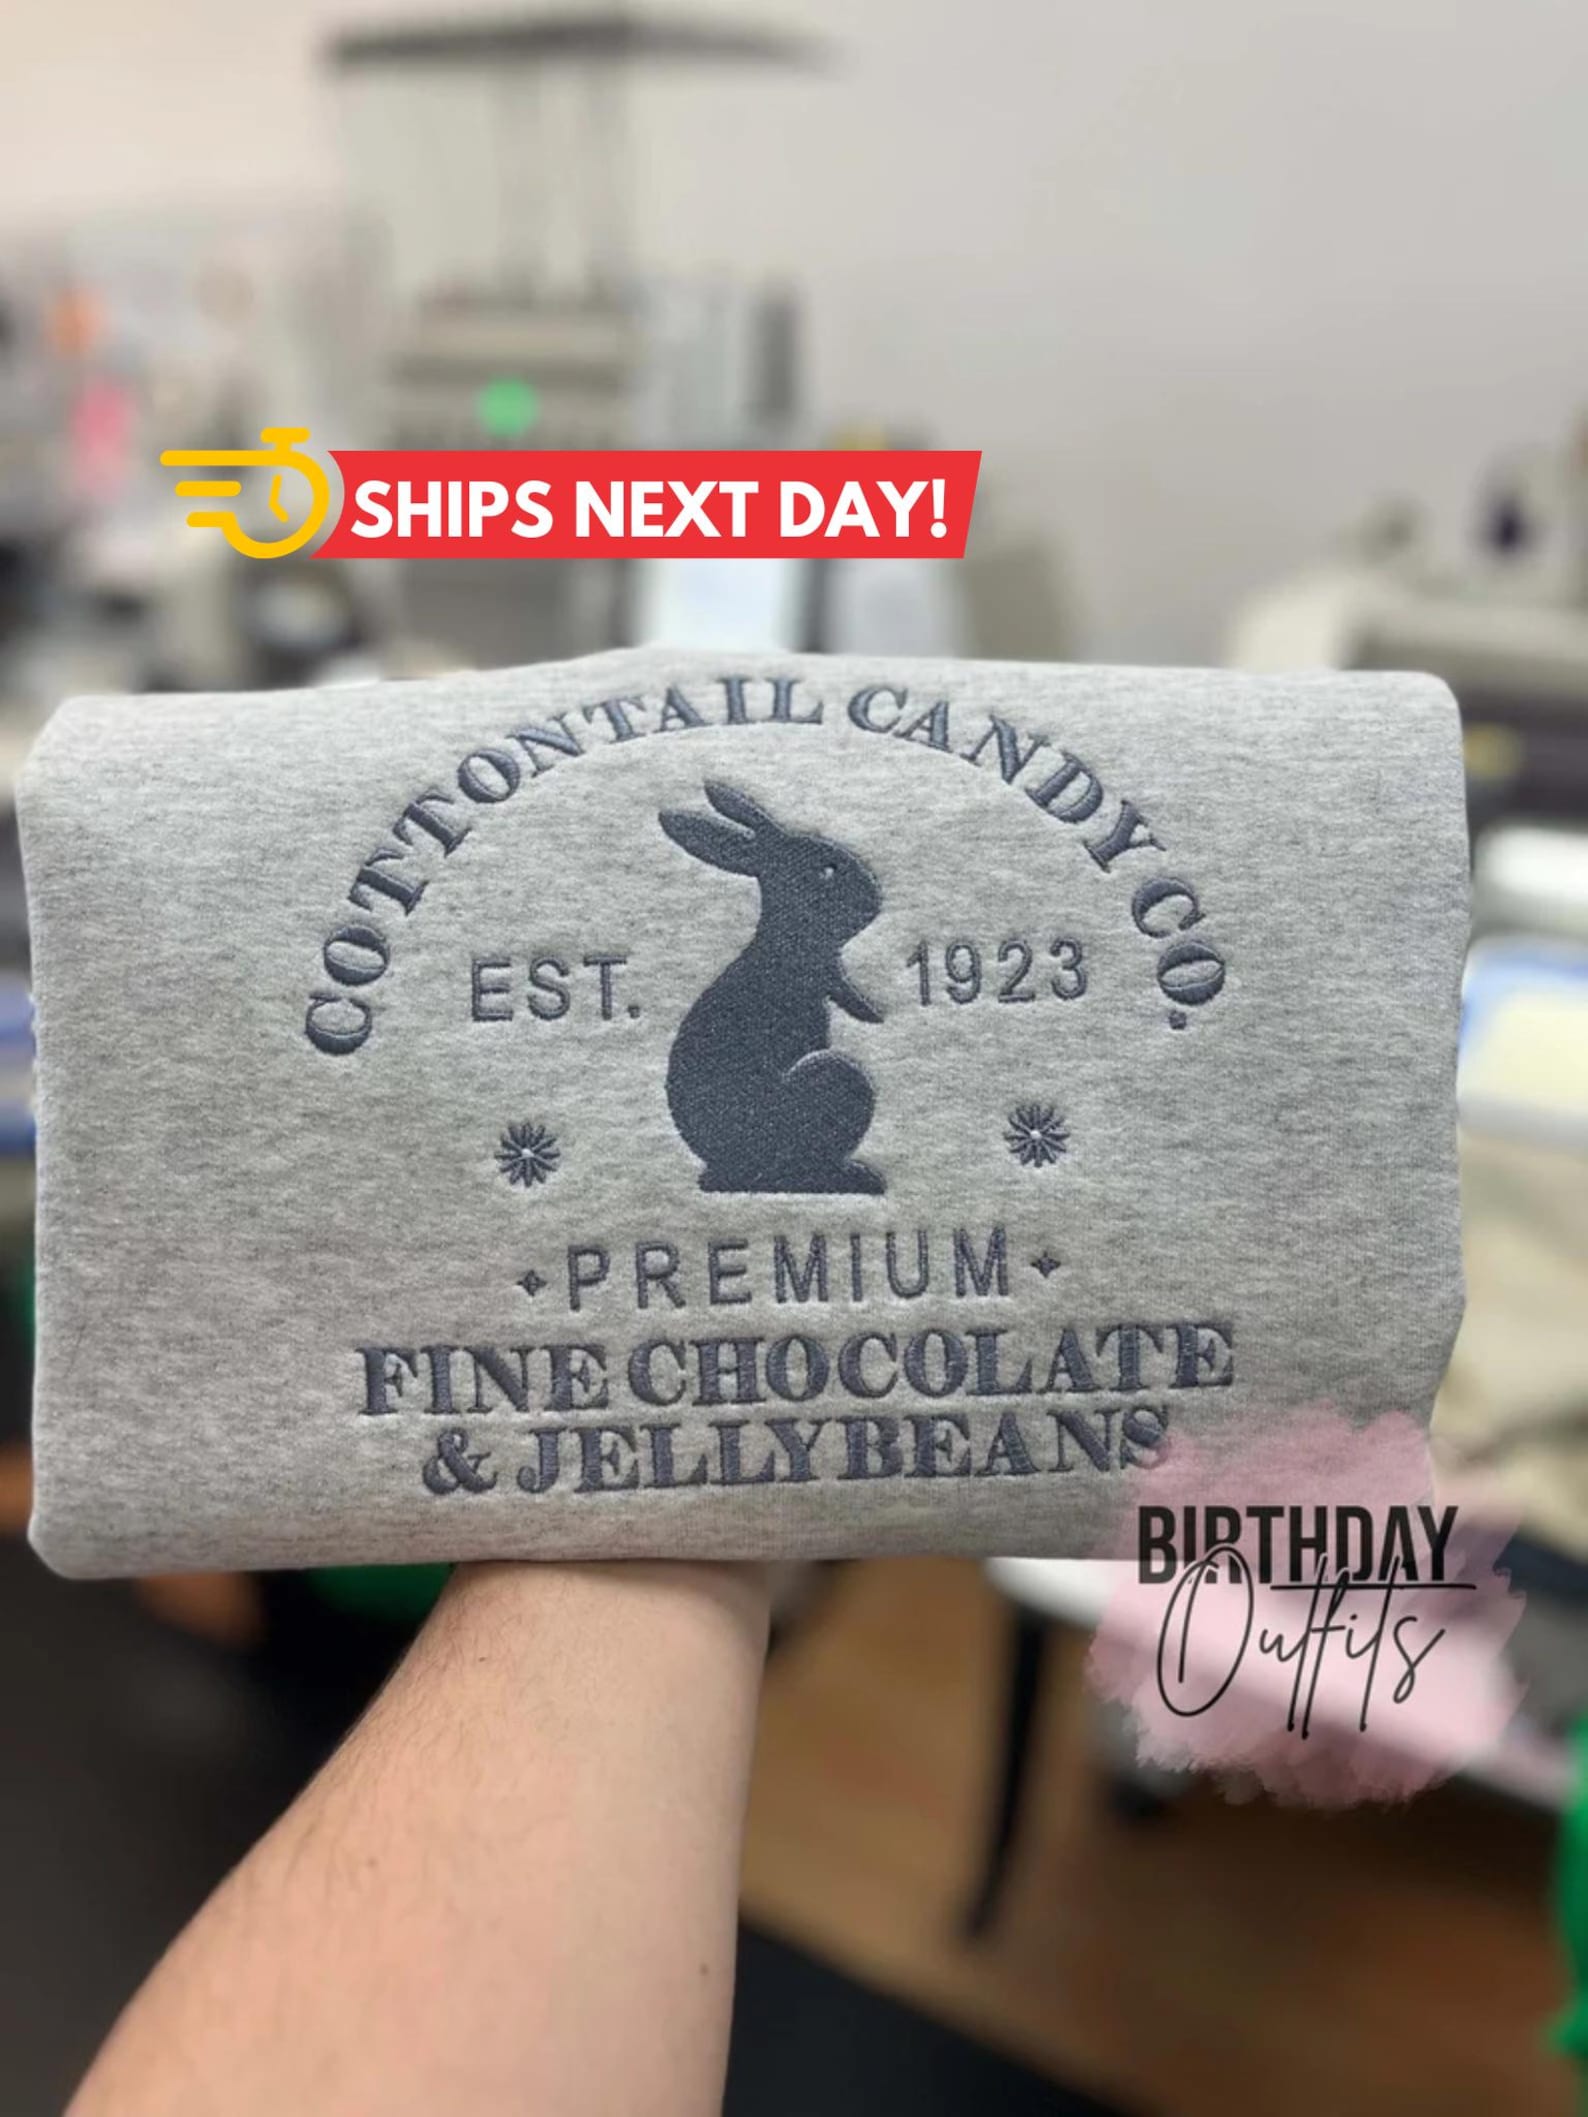 SHIPS NEXT DAY!
COTTONTAIL CANDY CO.
EST. 1923
PREMIUM
FINE CHOCOLATE
& JELLYBEANS
BIRTHDAY
Outfits